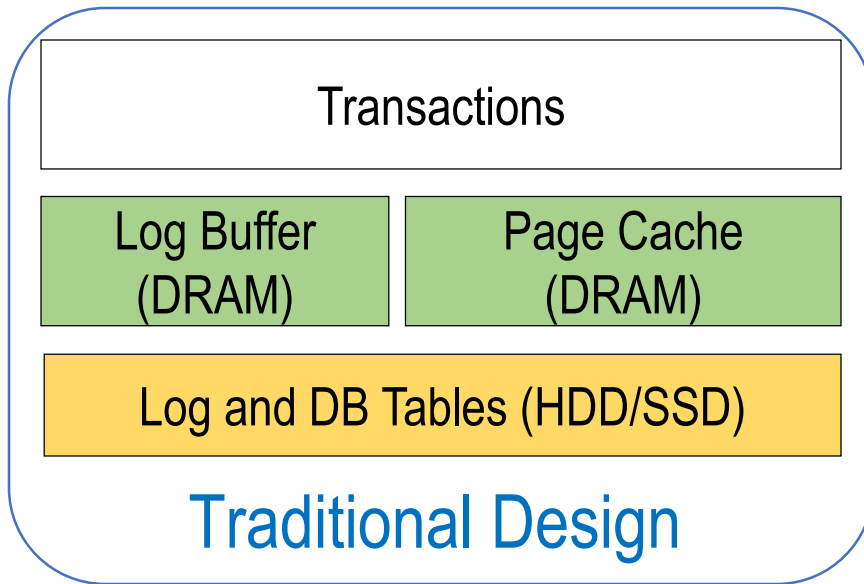 Transactions
Log Buffer
(DRAM)
Page Cache
(DRAM)
Log and DB Tables (HDD/SSD)
Traditional Design